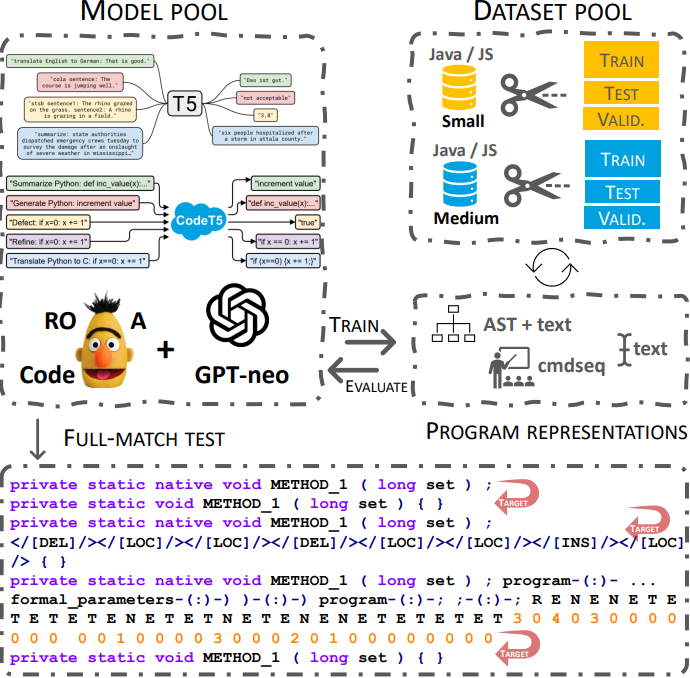 MODEL POOL
DATASET POOL
"translate English to German: That is good."
"cola sentence: The
course is jumping well."
"stsb sentence1: The rhino grazed
on the grass. sentence2: A rhino
is grazing in a field."
"summarize: state authorities
dispatched emergency crews tuesday to
survey the damage after an onslaught
of severe weather in mississippi…"
T5
"Das ist gut."
"not acceptable"
"3.8"
"six people hospitalized after
a storm in attala county."
"Summarize Python: def inc_value(x):..."
"Generate Python: increment value"
"Defect: if x=0: x += 1"
"Refine: if x=0: x += 1"
"Translate Python to C: if x==0: x += 1"
CodeT5
"increment value"
"def inc_value(x):..."
"true"
"if x == 0: x += 1"
"if (x==0) {x += 1;}"
RO A
Code
+
GPT-neo
Java / JS
Small
TRAIN
TEST
VALID.
Java / JS
Medium
TRAIN
TEST
VALID.
TRAIN
EVALUATE
AST + text
cmdseq
text
FULL-MATCH TEST
PROGRAM REPRESENTATIONS
private static native void METHOD_1 ( long set ) ;
TARGET
private static void METHOD_1 ( long set ) { }
private static native void METHOD_1 ( long set ) ;
TARGET
</[DEL]/></[LOC]/></[LOC]/></[DEL]/></[LOC]/></[LOC]/></[INS]/></[LOC]
/> { }
private static native void METHOD_1 ( long set ) ; program-(:)- ...
formal_parameters-(:)-) )-(:)-) program-(:)-; ;-(:)-; R E N E N E T E
T E T E T E N E T E T N E T E N E N E T E T E T E T 3 0 4 0 3 0 0 0 0
0 0 0 0 0 1 0 0 0 0 3 0 0 0 2 0 1 0 0 0 0 0 0 0 0 0
TARGET
private static void METHOD_1 ( long set ) { }